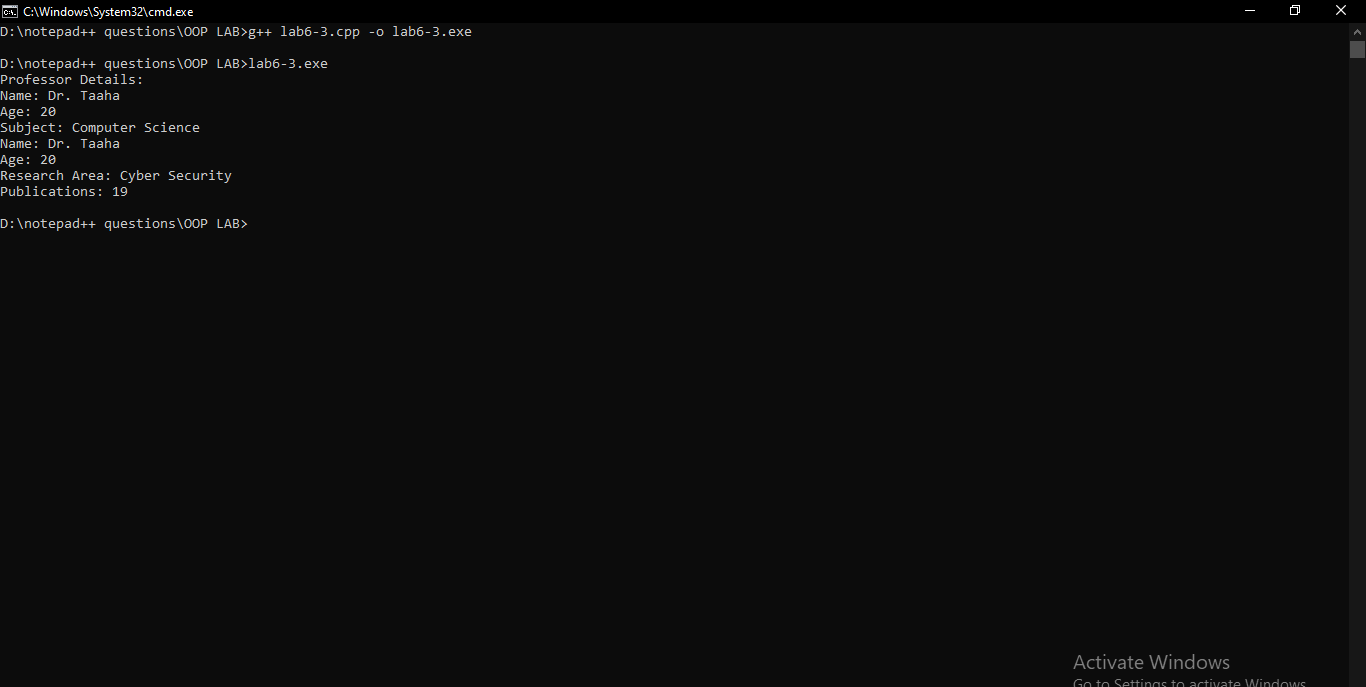 C:\Windows\System32\cmd.exe
D:\notepad++ questions\OOP LAB>g++ lab6-3.cpp -o lab6-3.exe
D:\notepad++ questions\OOP LAB>lab6-3.exe
Professor Details:
Name: Dr. Taaha
Age: 20
Subject: Computer Science
Name: Dr. Taaha
Age: 20
Research Area: Cyber Security
Publications: 19
D:\notepad++ questions\OOP LAB>
Activate Windows
Go to Settings to activate Windows.